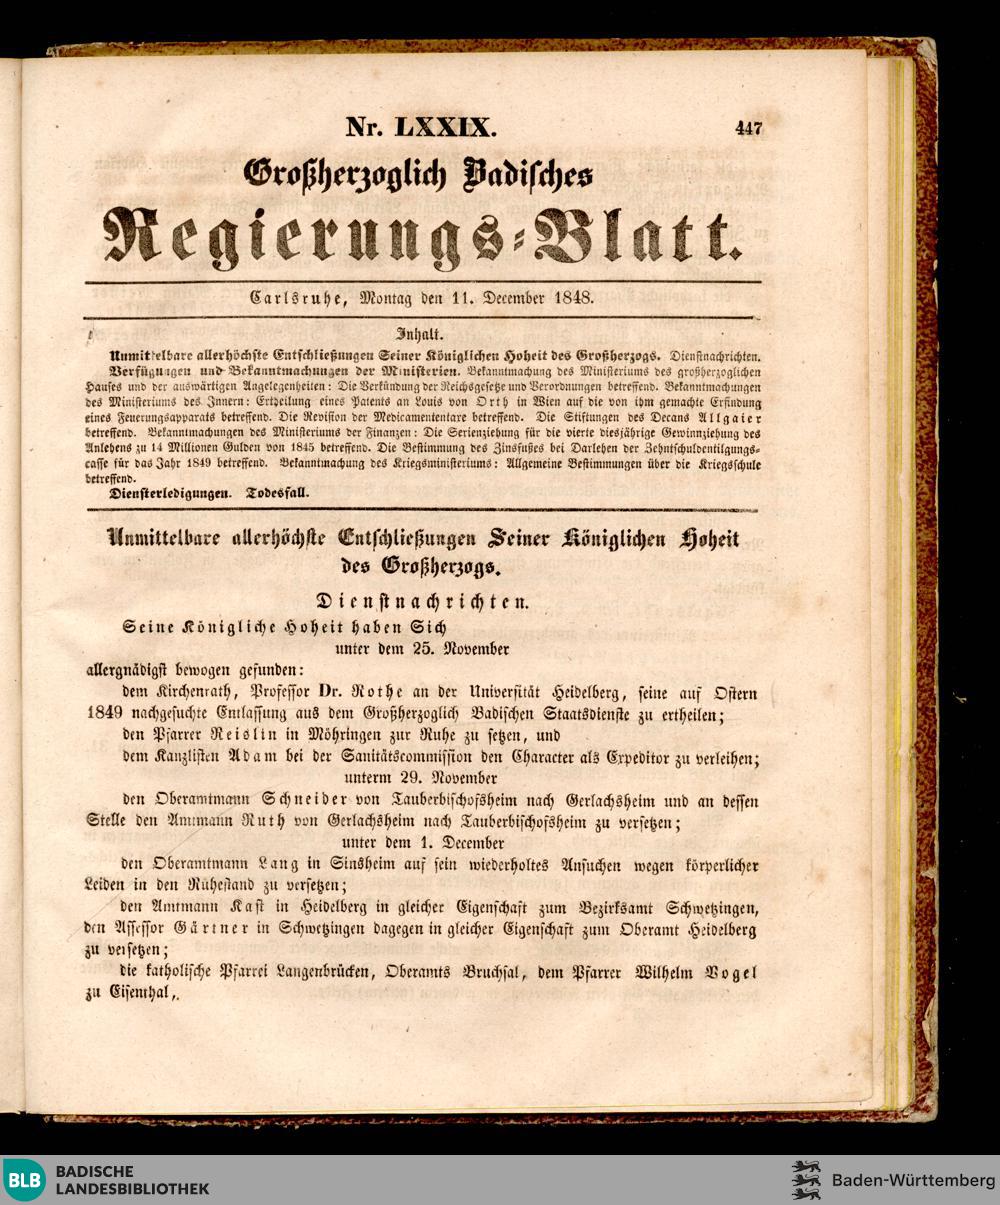 Nr. LXXIX.
447
Großherzoglich Badisches
Regierungs-Blatt.
Carlsruhe, Montag den 11. December 1848.
Inhalt.
Unmittelbare allerhöchste Entschließungen Seiner Königlichen Hoheit des Großherzogs. Dienstnachrichten.
Verfügungen und Bekanntmachungen der Ministerien. Bekanntmachung des Ministeriums des großherzoglichen
Hauses und der auswärtigen Angelegenheiten: Die Verkündung der Reichsgesetze und Verordnungen betreffend. Bekanntmachungen
des Ministeriums des Innern: Ertheilung eines Patents an Louis von Orth in Wien auf die von ihm gemachte Erfindung
eines Feuerungsapparats betreffend. Die Revision der Medicamententare betreffend. Die Stiftungen des Decans Allgaier
betreffend. Bekanntmachungen des Ministeriums der Finanzen: Die Serienziehung für die vierte diesjährige Gewinnziehung des
Anlehens zu 14 Millionen Gulden von 1845 betreffend. Die Bestimmung des Zinsfußes bei Darlehen der Zehntschuldentilgungs-
casse für das Jahr 1849 betreffend. Bekanntmachung des Kriegsministeriums: Allgemeine Bestimmungen über die Kriegsschule
betreffend.
Diensterledigungen. Todesfall.
Unmittelbare allerhöchste Entschließungen Seiner Königlichen Hoheit
des Großherzogs.
Dienstnachrichten.
Seine Königliche Hoheit haben Sich
unter dem 25. November
allergnädigst bewogen gefunden:
dem Kirchenrath, Professor Dr. Rothe an der Universität Heidelberg, seine auf Ostern
1849 nachgesuchte Entlassung aus dem Großherzoglich Badischen Staatsdienste zu ertheilen;
den Pfarrer Reislin in Möhringen zur Ruhe zu setzen, und
dem Kanzlisten Adam bei der Sanitätscommission den Character als Expeditor zu verleihen;
unterm 29. November
den Oberamtmann Schneider von Tauberbischofsheim nach Gerlachsheim und an dessen
Stelle den Amtmann Ruth von Gerlachsheim nach Tauberbischofsheim zu versetzen;
unter dem 1. December
den Oberamtmann Lang in Sinsheim auf sein wiederholtes Ansuchen wegen körperlicher
Leiden in den Ruhestand zu versetzen;
den Amtmann Kast in Heidelberg in gleicher Eigenschaft zum Bezirksamt Schwetzingen,
den Assessor Gärtner in Schwetzingen dagegen in gleicher Eigenschaft zum Oberamt Heidelberg
zu versetzen;
die katholische Pfarrei Langenbrücken, Oberamts Bruchsal, dem Pfarrer Wilhelm Vogel
zu Eisenthal,
BLB BADISCHE
LANDESBIBLIOTHEK
Baden-Württemberg